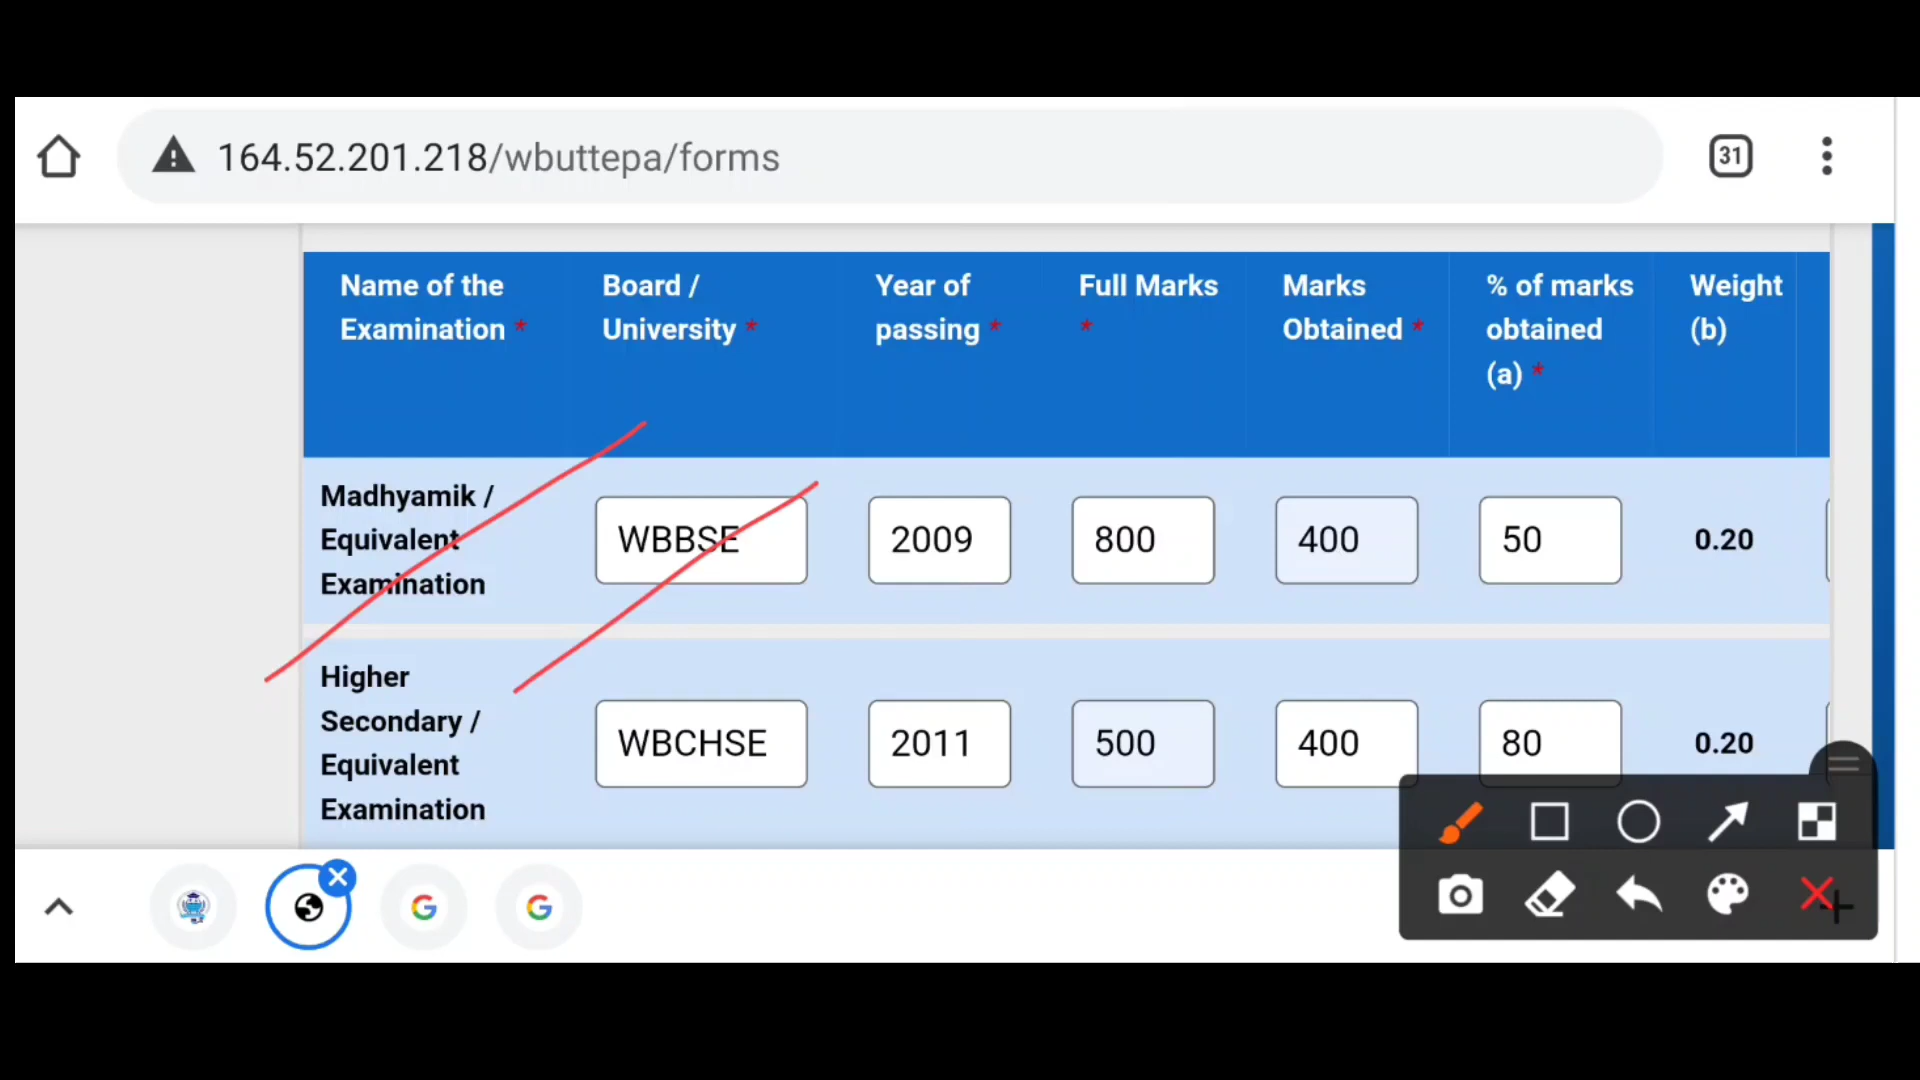 164.52.201.218/wbuttepa/forms
31
Name of the
Examination *
Board /
University *
Year of
passing *
Full Marks
*
Marks
Obtained *
% of marks
obtained
(a) *
Weight
(b)
Madhyamik /
Equivalent
Examination
WBBSE
2009
800
400
50
0.20
Higher
Secondary /
Equivalent
Examination
WBCHSE
2011
500
400
80
0.20